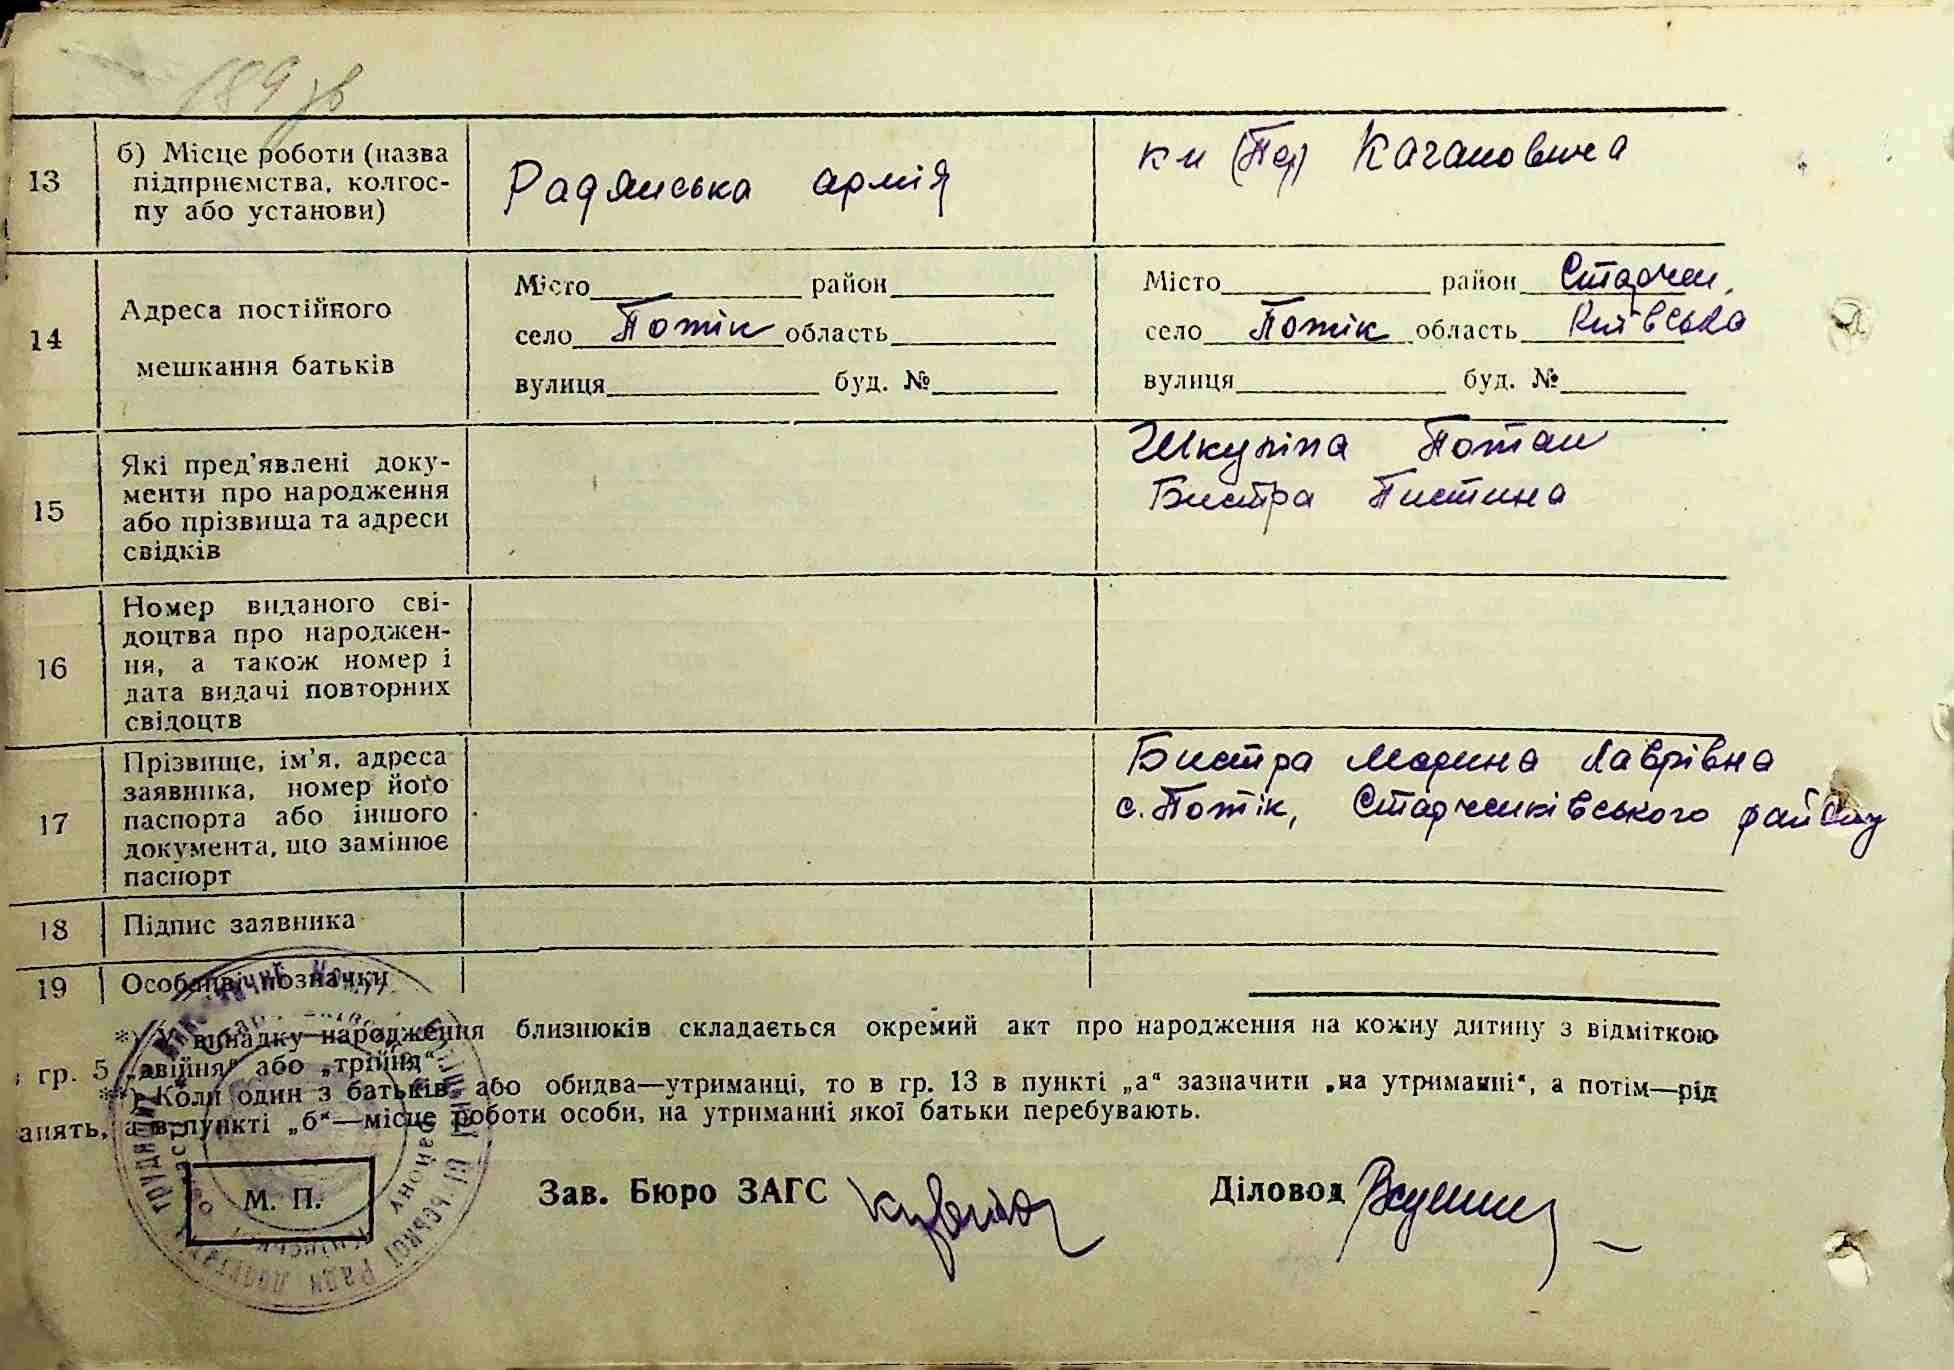 189 зв
13
б) Місце роботи (назва
підприємства, колгос-
пу або установи)
Радянська армія
Кагановича
14
Адреса постійного
мешкання батьків
Місто район
село Потік область
вулиця буд. №
Місто район Старчен.
село Потік область Київська
вулиця буд. №
15
Які пред'явлені доку-
менти про народження
або прізвища та адреси
свідків
Шкуліпа Потап
Бистра Пистина
16
Номер виданого сві-
доцтва про народжен-
ня, а також номер і
дата видачі повторних
свідоцтв
17
Прізвище, ім'я, адреса
заявника, номер його
паспорта або іншого
документа, що замінює
паспорт
Бистра Марина Лаврівна
с. Потік, Старченківського району
18
Підпис заявника
19
Особливі позначки
*) У випадку народження близнюків складається окремий акт про народження на кожну дитину з відміткою
гр. 5 „двійня“ або „трійня“.
**) Коли один з батьків, або обидва—утриманці, то в гр. 13 в пункті „а“ зазначити „на утриманні“, а потім—рід
анять, а в пункті „б“—місце роботи особи, на утриманні якої батьки перебувають.
М. П.
Зав. Бюро ЗАГС
Діловод